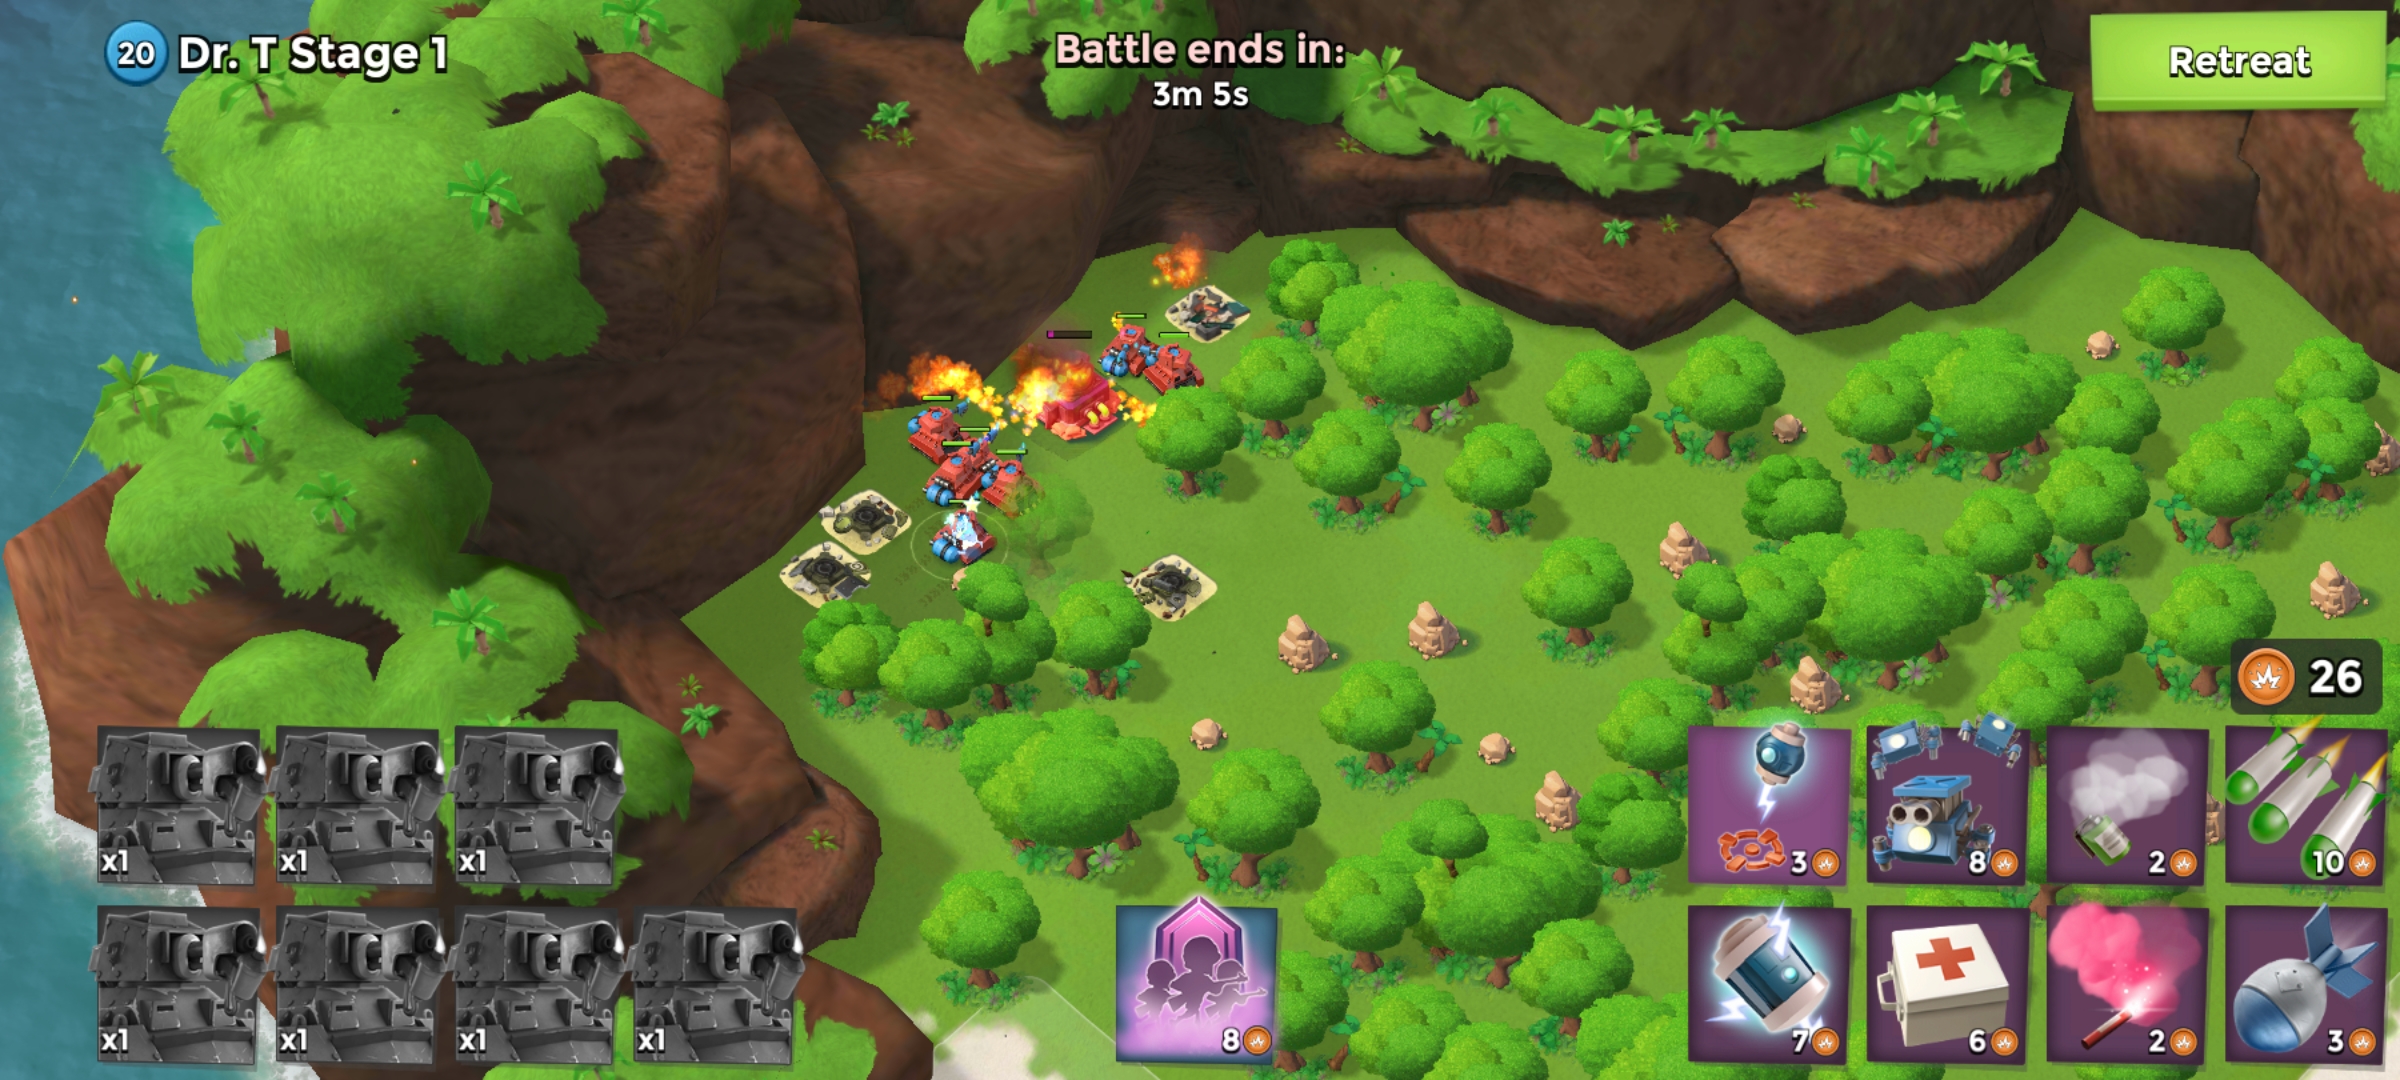 20 Dr. T Stage 1
Battle ends in:
3m 5s
Retreat
26
x1 x1 x1
3 8 2 10
x1 x1 x1 x1
8
7 6 2 3